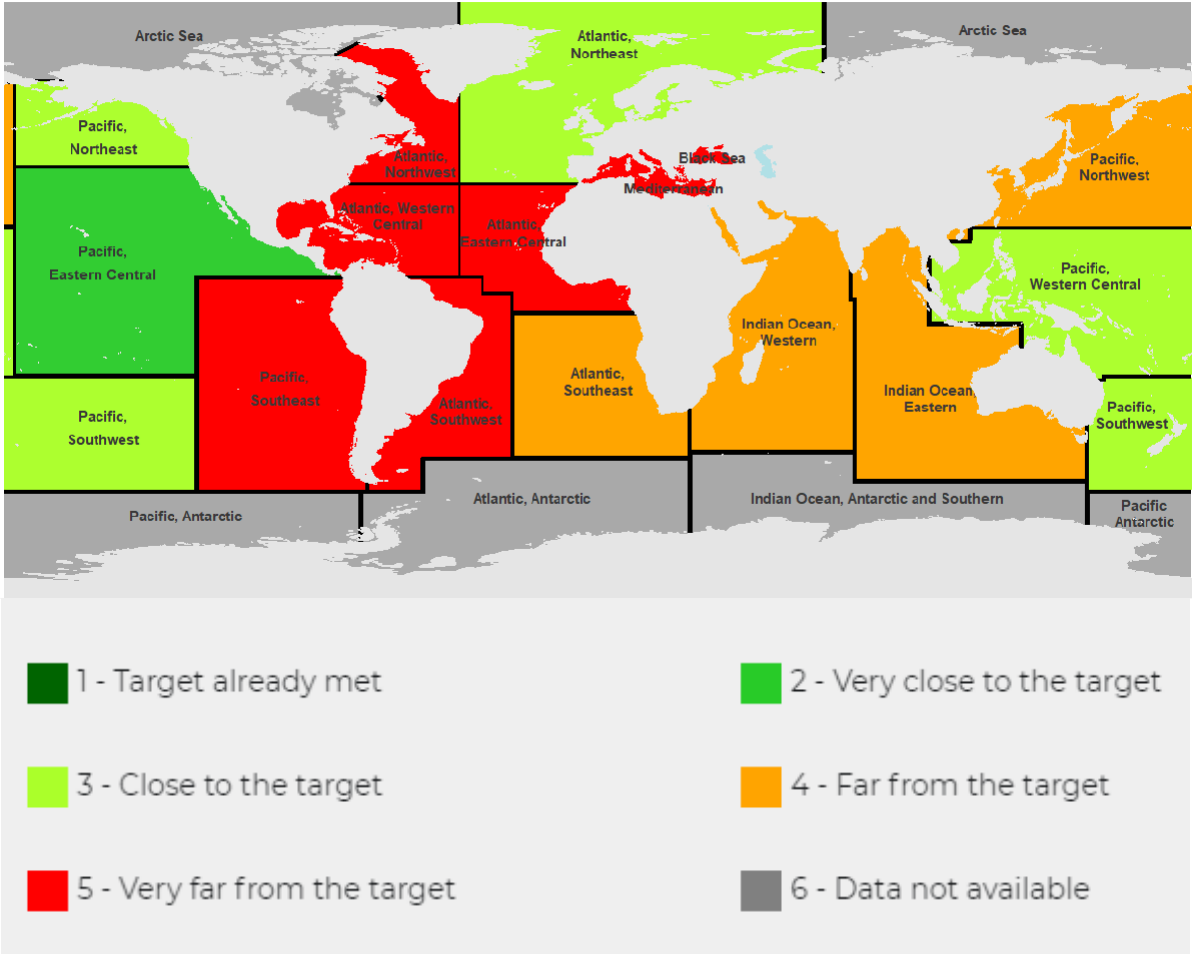 Arctic Sea
Atlantic,
Northeast
Arctic Sea
Pacific,
Northeast
Atlantic,
Northwest
Black Sea
Mediterranean
Pacific,
Northwest
Atlantic, Western
Central
Atlantic,
Eastern Central
Pacific,
Eastern Central
Pacific,
Western Central
Indian Ocean,
Western
Pacific,
Southeast
Atlantic,
Southeast
Atlantic,
Southwest
Indian Ocean,
Eastern
Pacific,
Southwest
Pacific,
Southwest
Pacific, Antarctic
Atlantic, Antarctic
Indian Ocean, Antarctic and Southern
Pacific
Antarctic
1 - Target already met
2 - Very close to the target
3 - Close to the target
4 - Far from the target
5 - Very far from the target
6 - Data not available